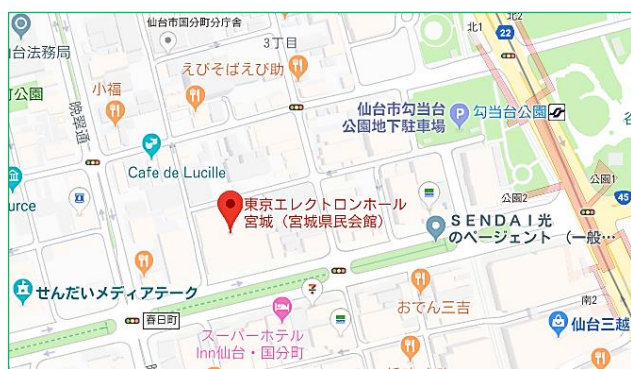 仙台市国分町分庁舎
北2
北1
22
3丁目
台法務局
えびそばえび助
小福
町公園
晩翠通
仙台市勾当台
公園地下駐車場
勾当台公園
Cafe de Lucille
urce
公園1
公園2
45
東京エレクトロンホール
宮城（宮城県民会館）
SENDAI光
のページェント （一般…
せんだいメディアテーク
おでん三吉
南2
春日町
スーパーホテル
Inn仙台・国分町
仙台三越